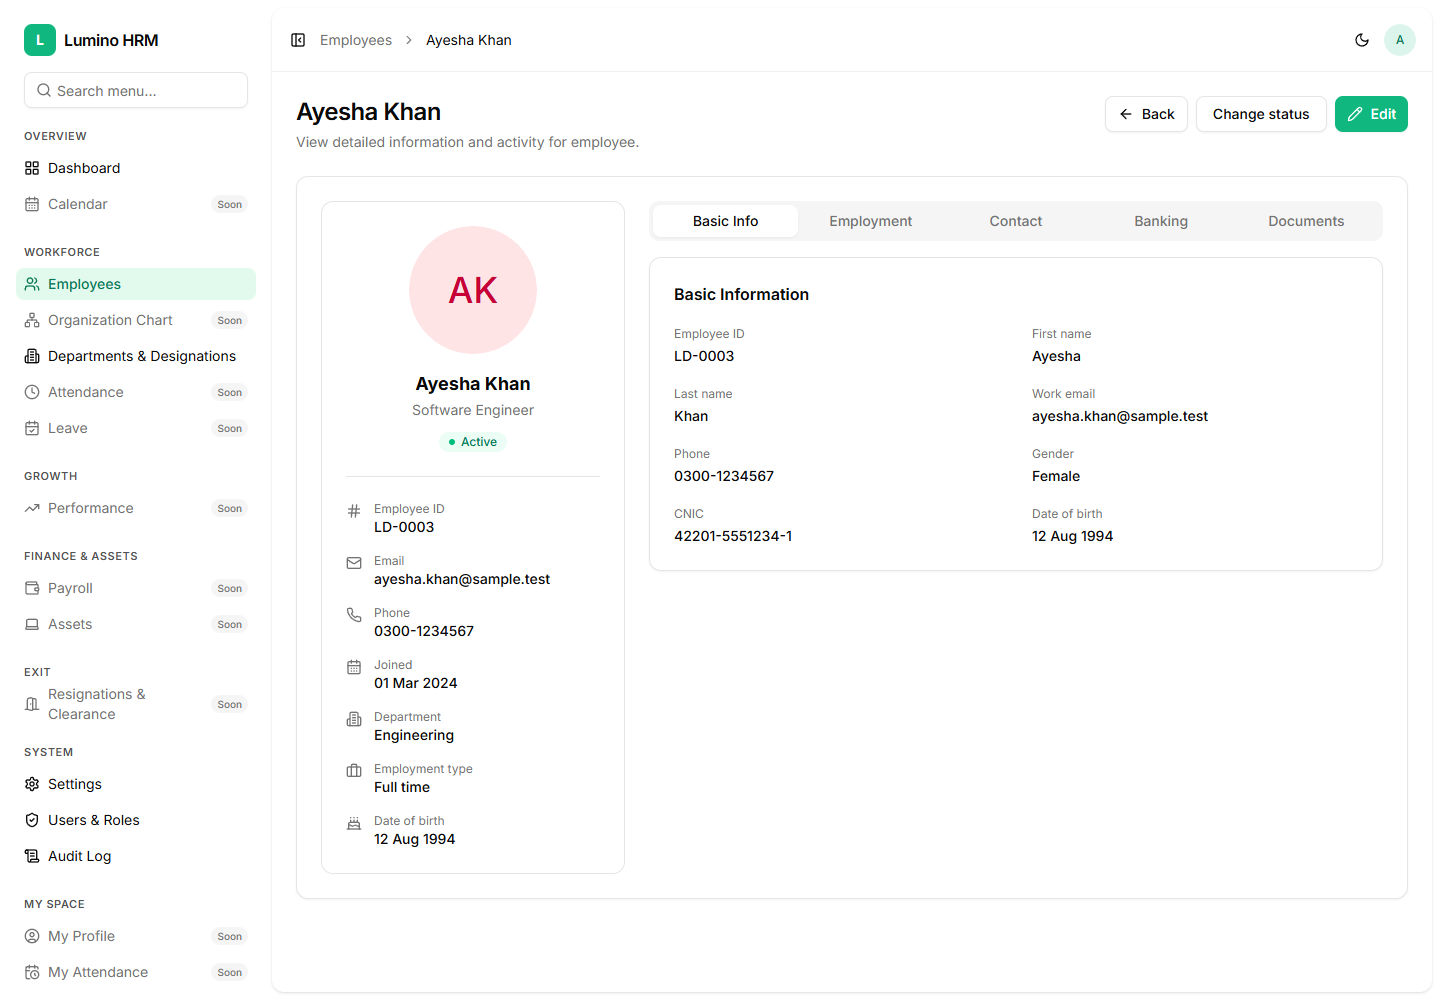 L
Lumino HRM
Search menu...
OVERVIEW
Dashboard
Calendar Soon
WORKFORCE
Employees
Organization Chart Soon
Departments & Designations
Attendance Soon
Leave Soon
GROWTH
Performance Soon
FINANCE & ASSETS
Payroll Soon
Assets Soon
EXIT
Resignations &
Clearance Soon
SYSTEM
Settings
Users & Roles
Audit Log
MY SPACE
My Profile Soon
My Attendance Soon
Employees > Ayesha Khan
A
Ayesha Khan
View detailed information and activity for employee.
Back
Change status
Edit
AK
Ayesha Khan
Software Engineer
Active
Employee ID
LD-0003
Email
ayesha.khan@sample.test
Phone
0300-1234567
Joined
01 Mar 2024
Department
Engineering
Employment type
Full time
Date of birth
12 Aug 1994
Basic Info Employment Contact Banking Documents
Basic Information
Employee ID
LD-0003
First name
Ayesha
Last name
Khan
Work email
ayesha.khan@sample.test
Phone
0300-1234567
Gender
Female
CNIC
42201-5551234-1
Date of birth
12 Aug 1994